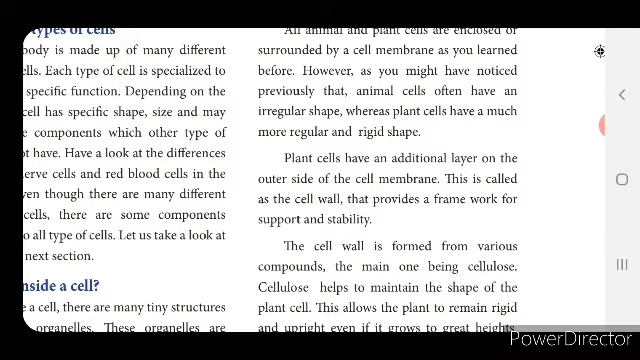 types of cells
body is made up of many different
ells. Each type of cell is specialized to
specific function. Depending on the
cell has specific shape, size and may
e components which other type of
ot have. Have a look at the differences
nerve cells and red blood cells in the
ven though there are many different
cells, there are some components
to all type of cells. Let us take a look at
next section.
nside a cell?
e a cell, there are many tiny structures
organelles. These organelles are
All animal and plant cells are enclosed or
surrounded by a cell membrane as you learned
before. However, as you might have noticed
previously that, animal cells often have an
irregular shape, whereas plant cells have a much
more regular and rigid shape.
Plant cells have an additional layer on the
outer side of the cell membrane. This is called
as the cell wall, that provides a frame work for
support and stability.
The cell wall is formed from various
compounds, the main one being cellulose.
Cellulose helps to maintain the shape of the
plant cell. This allows the plant to remain rigid
and upright even if it grows to great heights.
PowerDirector